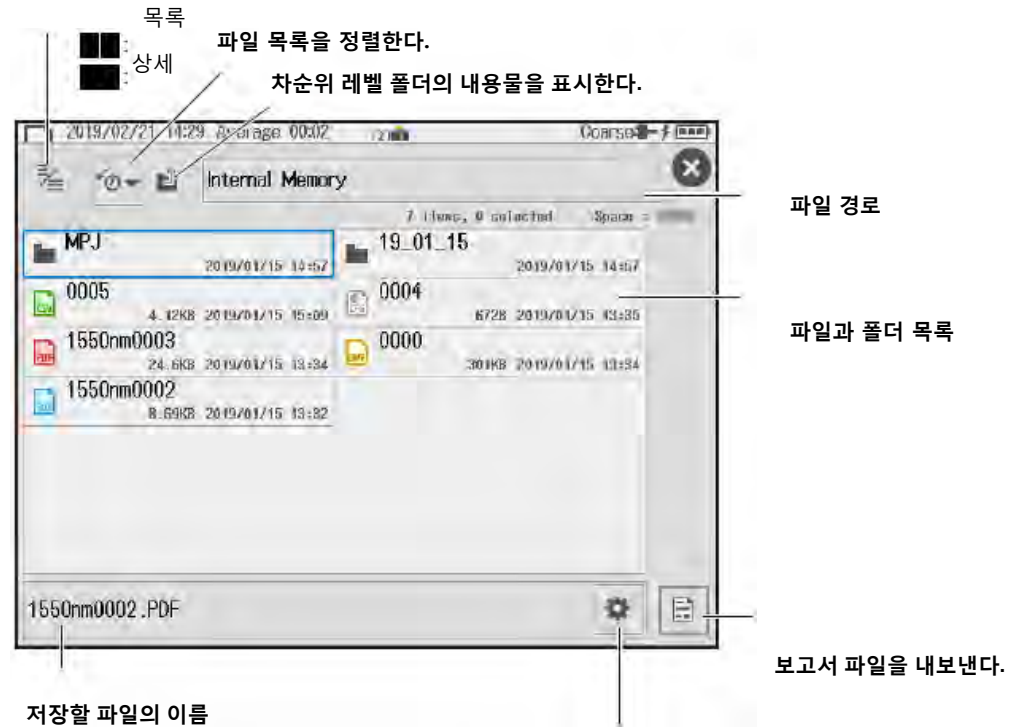 목록
상세
파일 목록을 정렬한다.
차순위 레벨 폴더의 내용물을 표시한다.
2019/02/21 14:29 Average 00:02 Coarse
Internal Memory
7 items, 0 selected Space =
MPJ
2019/01/15 14:57
19_01_15
2019/01/15 14:57
0005
4.12KB 2019/01/15 15:09
0004
672B 2019/01/15 13:35
1550nm0003
24.6KB 2019/01/15 13:34
0000
301KB 2019/01/15 13:34
1550nm0002
8.69KB 2019/01/15 13:32
1550nm0002.PDF
파일 경로
파일과 폴더 목록
보고서 파일을 내보낸다.
저장할 파일의 이름